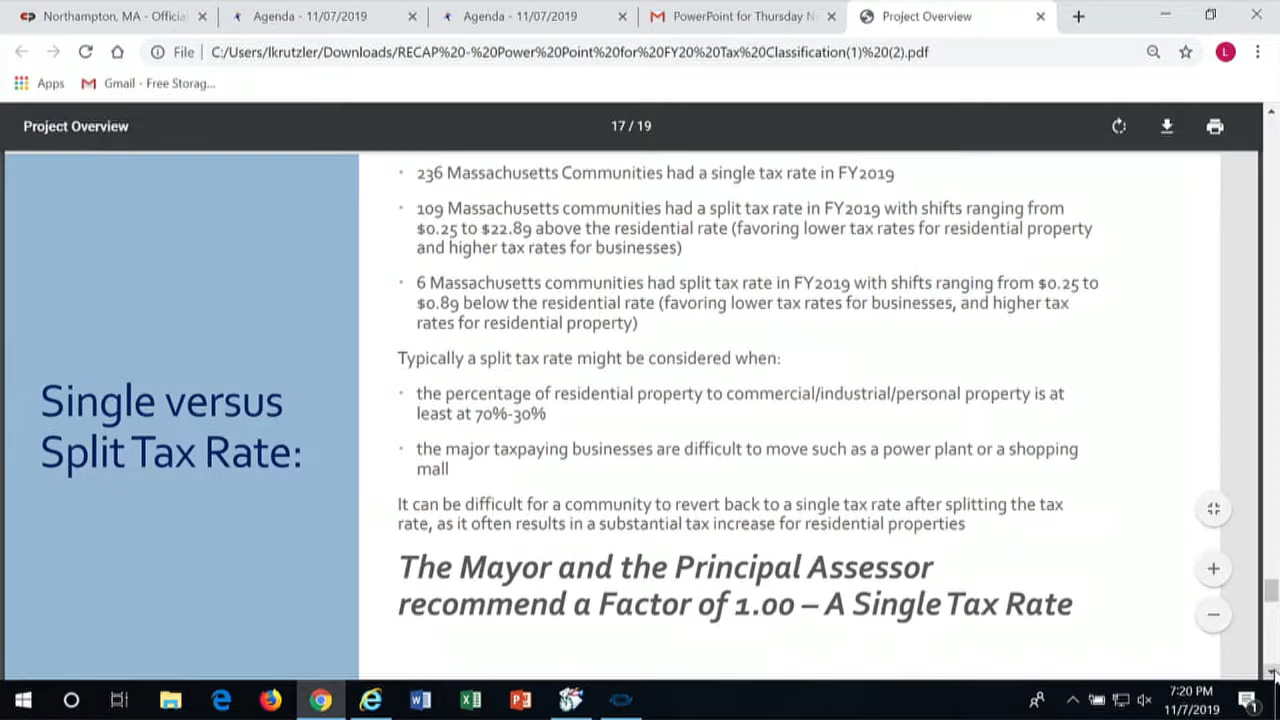 Northampton, MA - Officia
Agenda - 11/07/2019
Agenda - 11/07/2019
PowerPoint for Thursday N
Project Overview
File
C:/Users/lkrutzler/Downloads/RECAP%20-%20Power%20Point%20for%20FY20%20Tax%20Classification(1)%20(2).pdf
L
Apps
Gmail - Free Storag...
Project Overview
17 / 19
Single versus
Split Tax Rate:
· 236 Massachusetts Communities had a single tax rate in FY2019
· 109 Massachusetts communities had a split tax rate in FY2019 with shifts ranging from
$0.25 to $22.89 above the residential rate (favoring lower tax rates for residential property
and higher tax rates for businesses)
· 6 Massachusetts communities had split tax rate in FY2019 with shifts ranging from $0.25 to
$0.89 below the residential rate (favoring lower tax rates for businesses, and higher tax
rates for residential property)
Typically a split tax rate might be considered when:
· the percentage of residential property to commercial/industrial/personal property is at
least at 70%-30%
· the major taxpaying businesses are difficult to move such as a power plant or a shopping
mall
It can be difficult for a community to revert back to a single tax rate after splitting the tax
rate, as it often results in a substantial tax increase for residential properties
The Mayor and the Principal Assessor
recommend a Factor of 1.00 – A Single Tax Rate
7:20 PM
11/7/2019
1